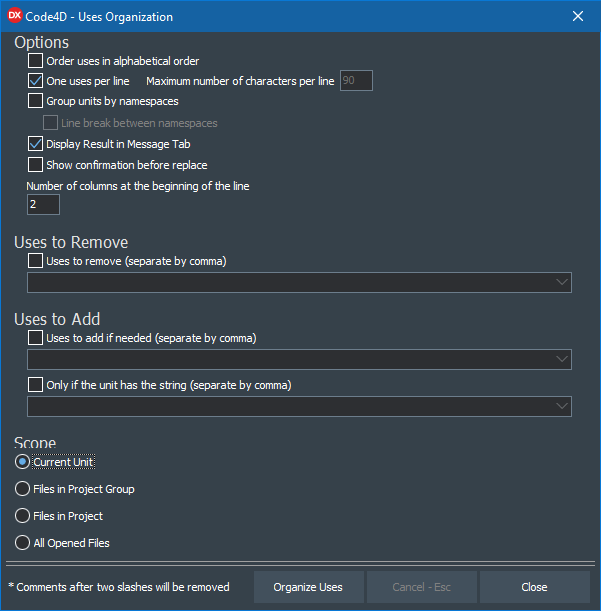 DX Code4D - Uses Organization
Options
Order uses in alphabetical order
One uses per line Maximum number of characters per line 90
Group units by namespaces
Line break between namespaces
Display Result in Message Tab
Show confirmation before replace
Number of columns at the beginning of the line
2
Uses to Remove
Uses to remove (separate by comma)
Uses to Add
Uses to add if needed (separate by comma)
Only if the unit has the string (separate by comma)
Scope
Current Unit
Files in Project Group
Files in Project
All Opened Files
* Comments after two slashes will be removed Organize Uses Cancel - Esc Close